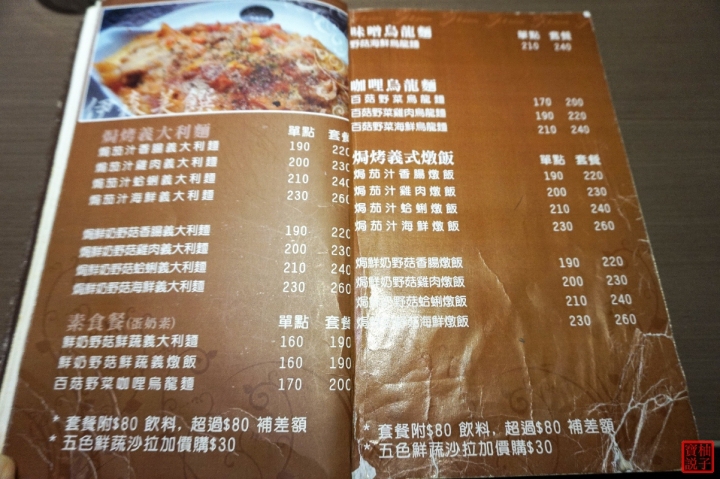 焗烤義大利麵 單點 套餐
焗茄汁香腸義大利麵 190 220
焗茄汁雞肉義大利麵 200 230
焗茄汁蛤蜊義大利麵 210 240
焗茄汁海鮮義大利麵 230 260
焗鮮奶野菇香腸義大利麵 190 220
焗鮮奶野菇雞肉義大利麵 200 230
焗鮮奶野菇蛤蜊義大利麵 210 240
焗鮮奶野菇海鮮義大利麵 230 260
素食餐(蛋奶素) 單點 套餐
鮮奶野菇鮮蔬義大利麵 160 190
鮮奶野菇鮮蔬義式燉飯 160 190
百菇野菜咖哩烏龍麵 170 200
* 套餐附$80 飲料, 超過$80 補差額
* 五色鮮蔬沙拉加價購$30
味噌烏龍麵 單點 套餐
野菇海鮮烏龍麵 210 240
咖哩烏龍麵
百菇野菜烏龍麵 170 200
百菇野菜雞肉烏龍麵 190 220
百菇野菜海鮮烏龍麵 210 240
焗烤義式燉飯 單點 套餐
焗茄汁香腸燉飯 190 220
焗茄汁雞肉燉飯 200 230
焗茄汁蛤蜊燉飯 210 240
焗茄汁海鮮燉飯 230 260
焗鮮奶野菇香腸燉飯 190 220
焗鮮奶野菇雞肉燉飯 200 230
焗鮮奶野菇蛤蜊燉飯 210 240
焗鮮奶野菇海鮮燉飯 230 260
* 套餐附$80 飲料, 超過$80 補差額
* 五色鮮蔬沙拉加價購$30